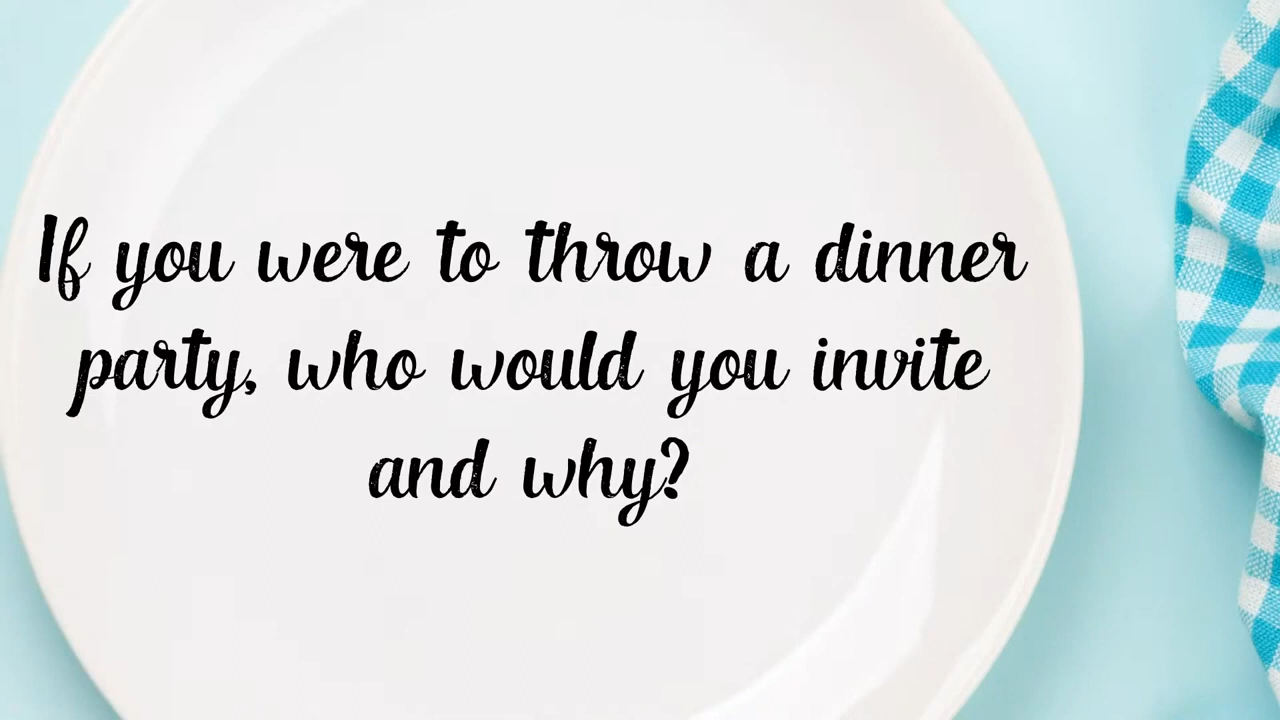 If you were to throw a dinner
party, who would you invite
and why?